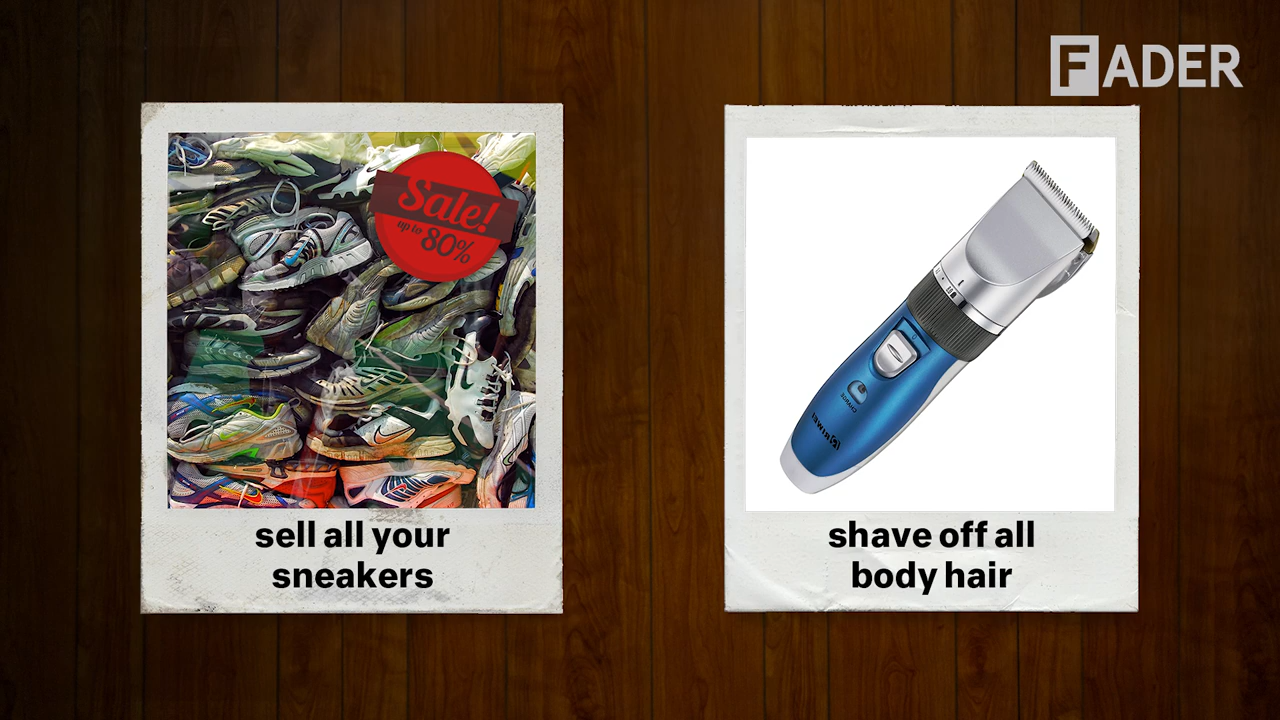 FADER
Sale!
up to
80%
sell all your
sneakers
shave off all
body hair